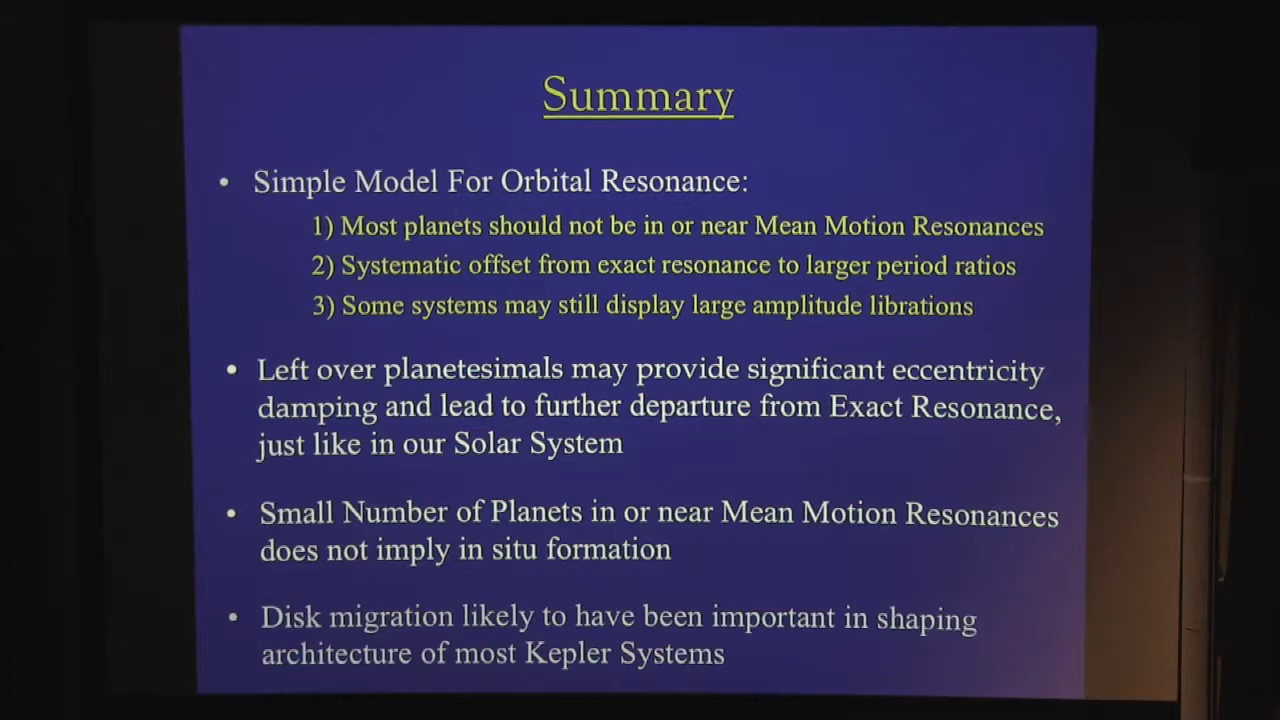 Summary
• Simple Model For Orbital Resonance:
1) Most planets should not be in or near Mean Motion Resonances
2) Systematic offset from exact resonance to larger period ratios
3) Some systems may still display large amplitude librations
• Left over planetesimals may provide significant eccentricity
damping and lead to further departure from Exact Resonance,
just like in our Solar System
• Small Number of Planets in or near Mean Motion Resonances
does not imply in situ formation
• Disk migration likely to have been important in shaping
architecture of most Kepler Systems